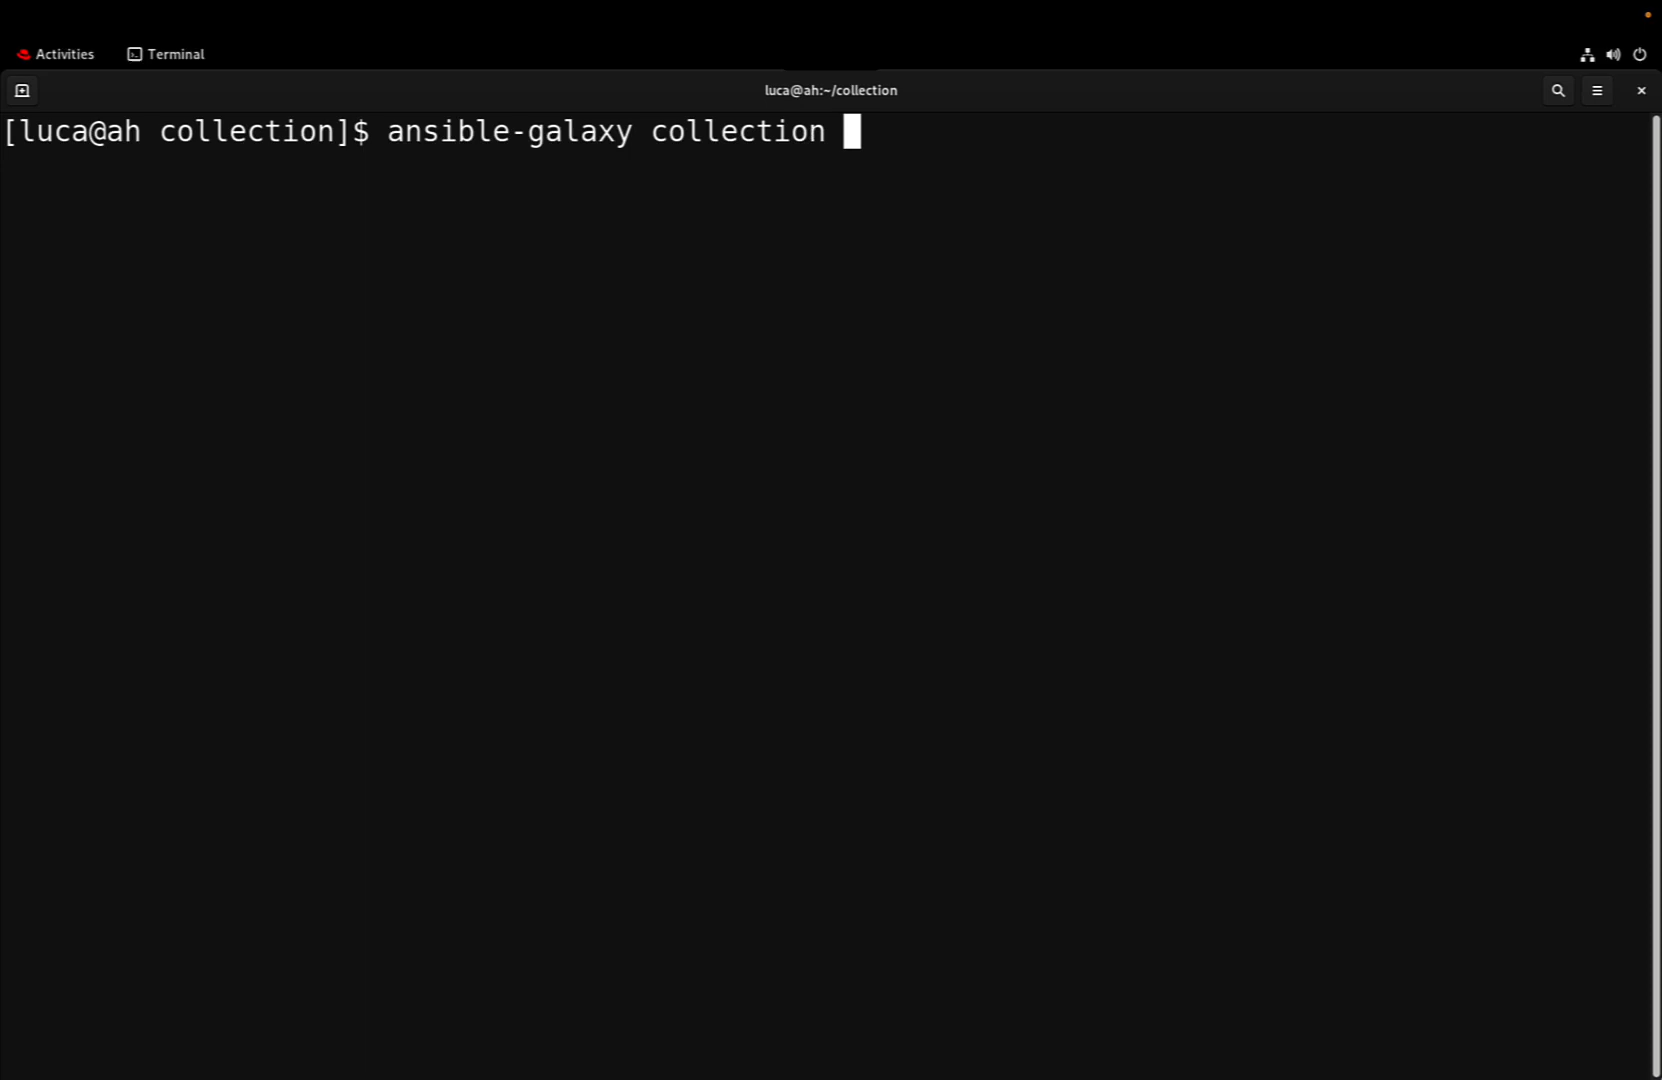 Activities Terminal
luca@ah:~/collection
[luca@ah collection]$ ansible-galaxy collection